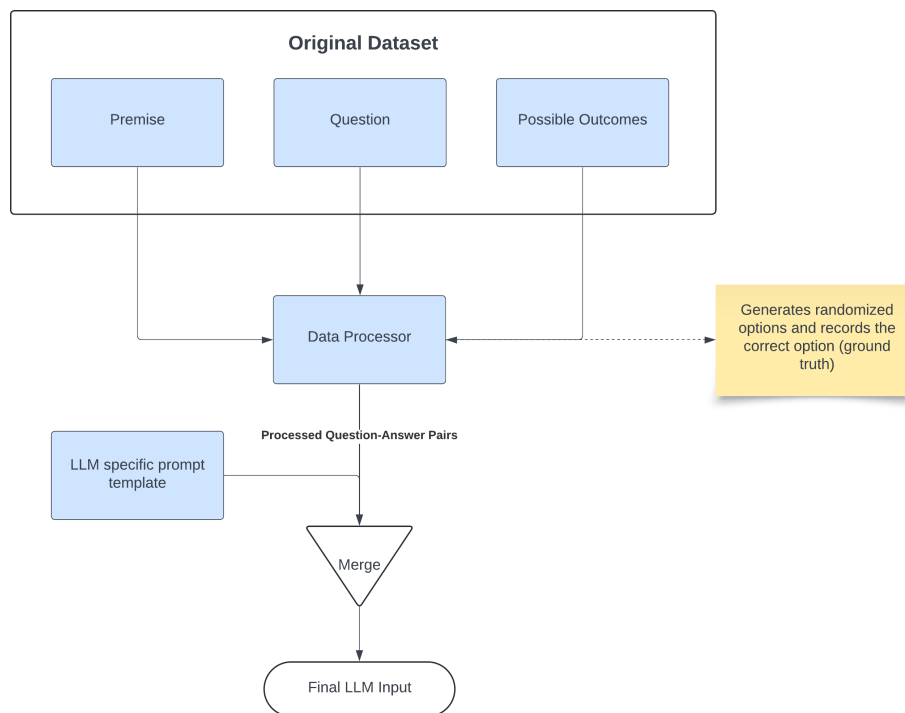 Original Dataset
Premise
Question
Possible Outcomes
Data Processor
Generates randomized
options and records the
correct option (ground
truth)
Processed Question-Answer Pairs
LLM specific prompt
template
Merge
Final LLM Input